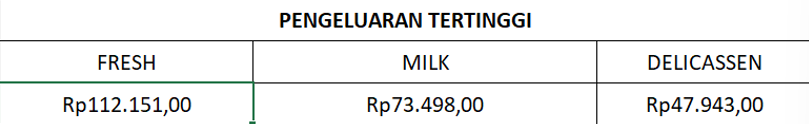 PENGELUARAN TERTINGGI
FRESH MILK DELICASSEN
Rp112.151,00 Rp73.498,00 Rp47.943,00